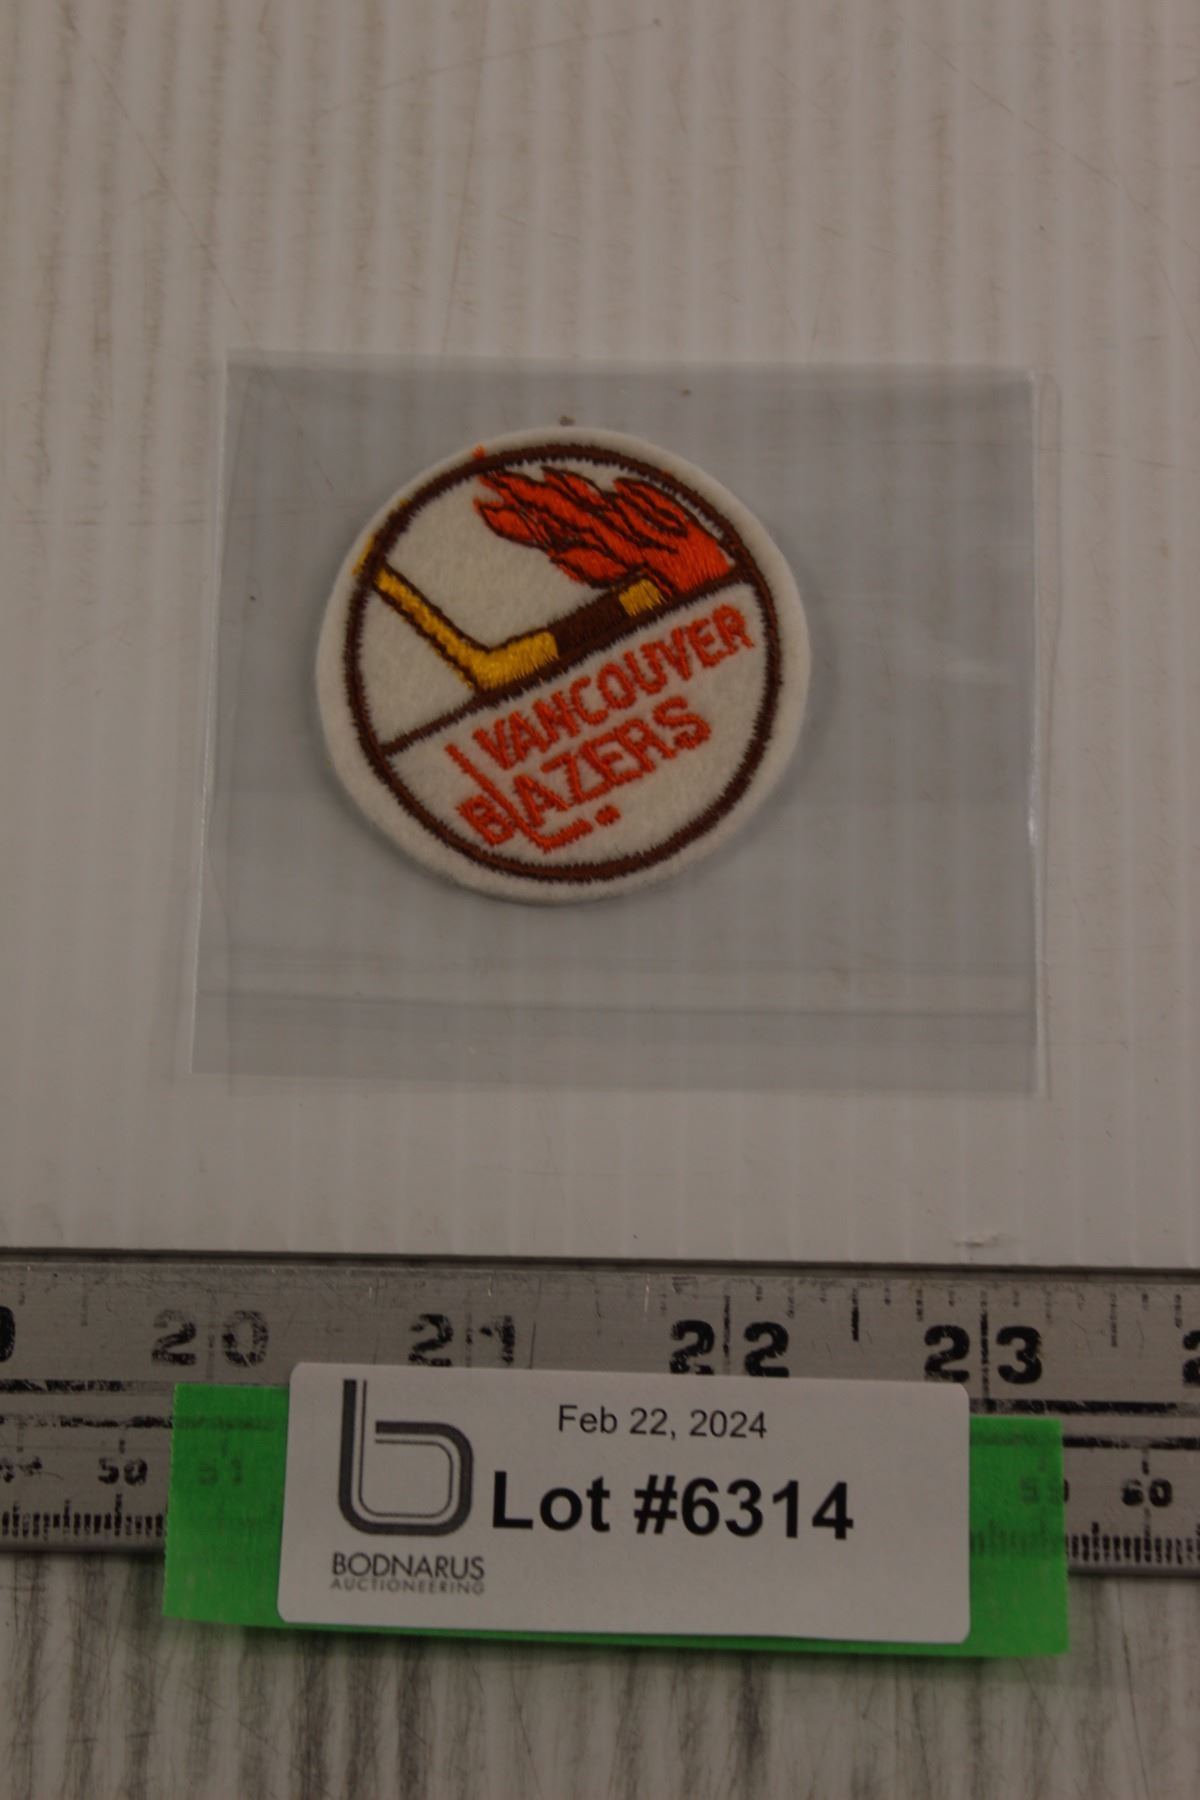 VANCOUVER
BLAZERS
20 21 22 23
50 51 59 60
Feb 22, 2024
Lot #6314
BODNARUS
AUCTIONEERING